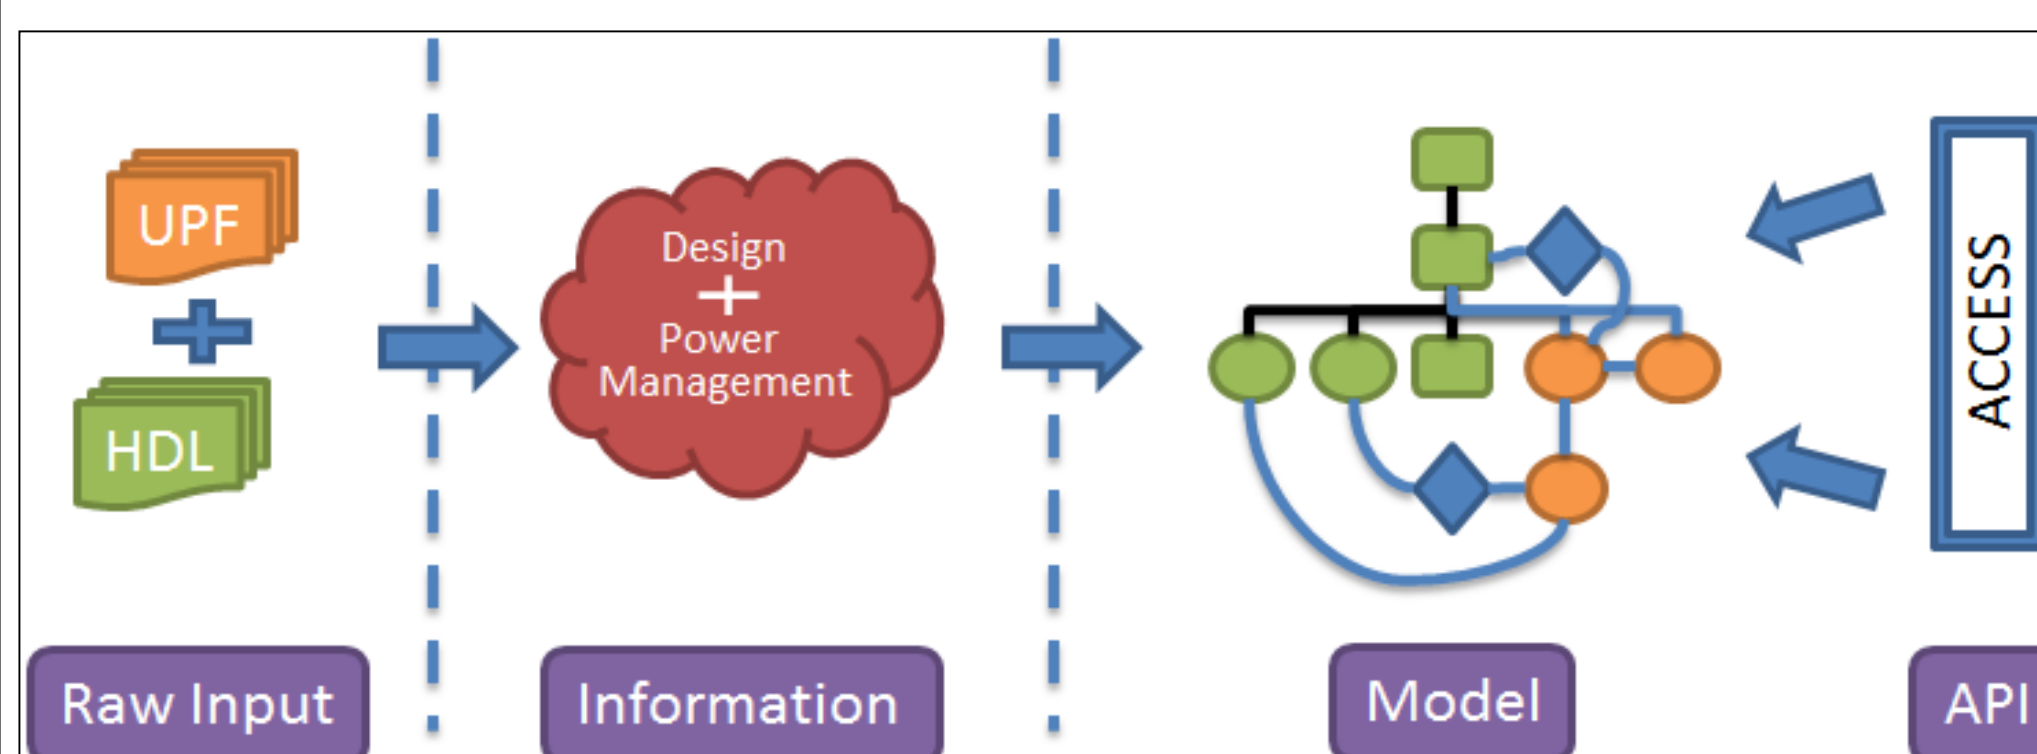 UPF
HDL
Design
+
Power
Management
ACCESS
Raw Input
Information
Model
API